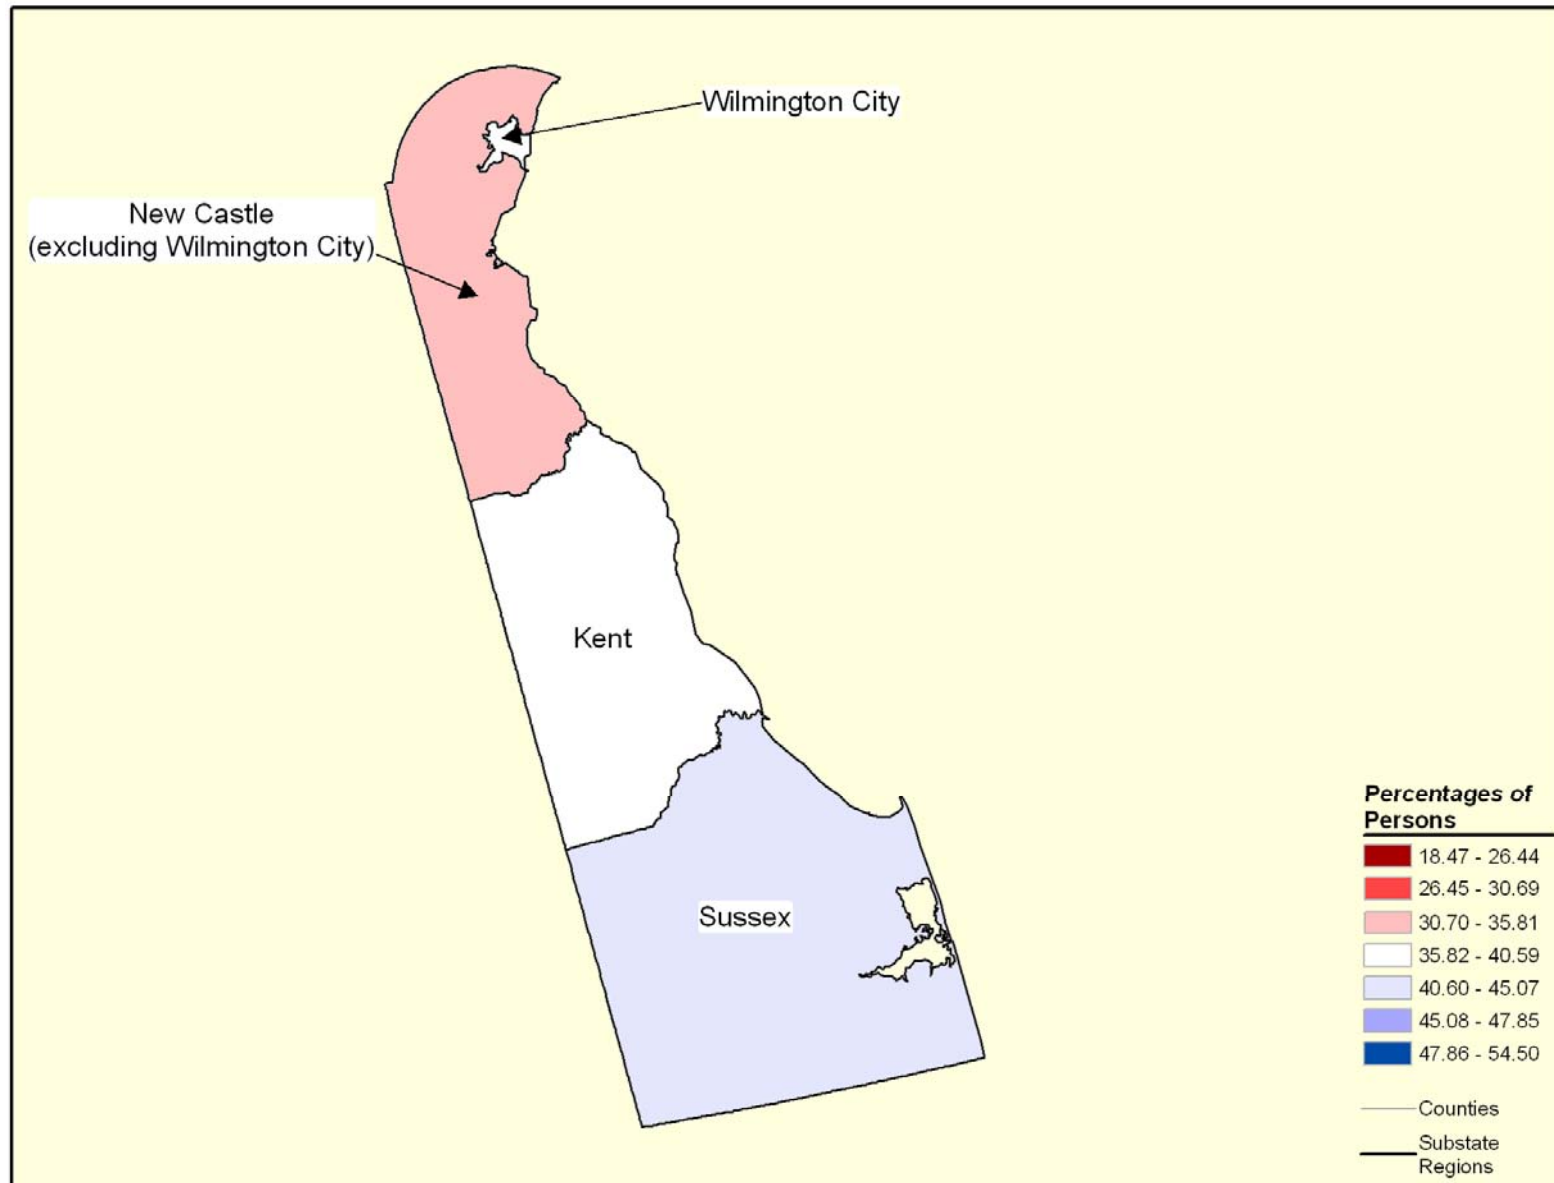 Wilmington City
New Castle
(excluding Wilmington City)
Kent
Sussex
Percentages of
Persons
18.47 - 26.44
26.45 - 30.69
30.70 - 35.81
35.82 - 40.59
40.60 - 45.07
45.08 - 47.85
47.86 - 54.50
Counties
Substate
Regions